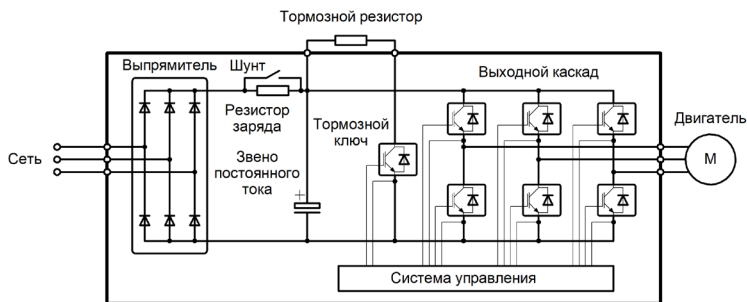 Тормозной резистор
Выпрямитель
Шунт
Выходной каскад
Резистор
заряда
Тормозной
ключ
Двигатель
Сеть
Звено
постоянного
тока
+
M
Система управления